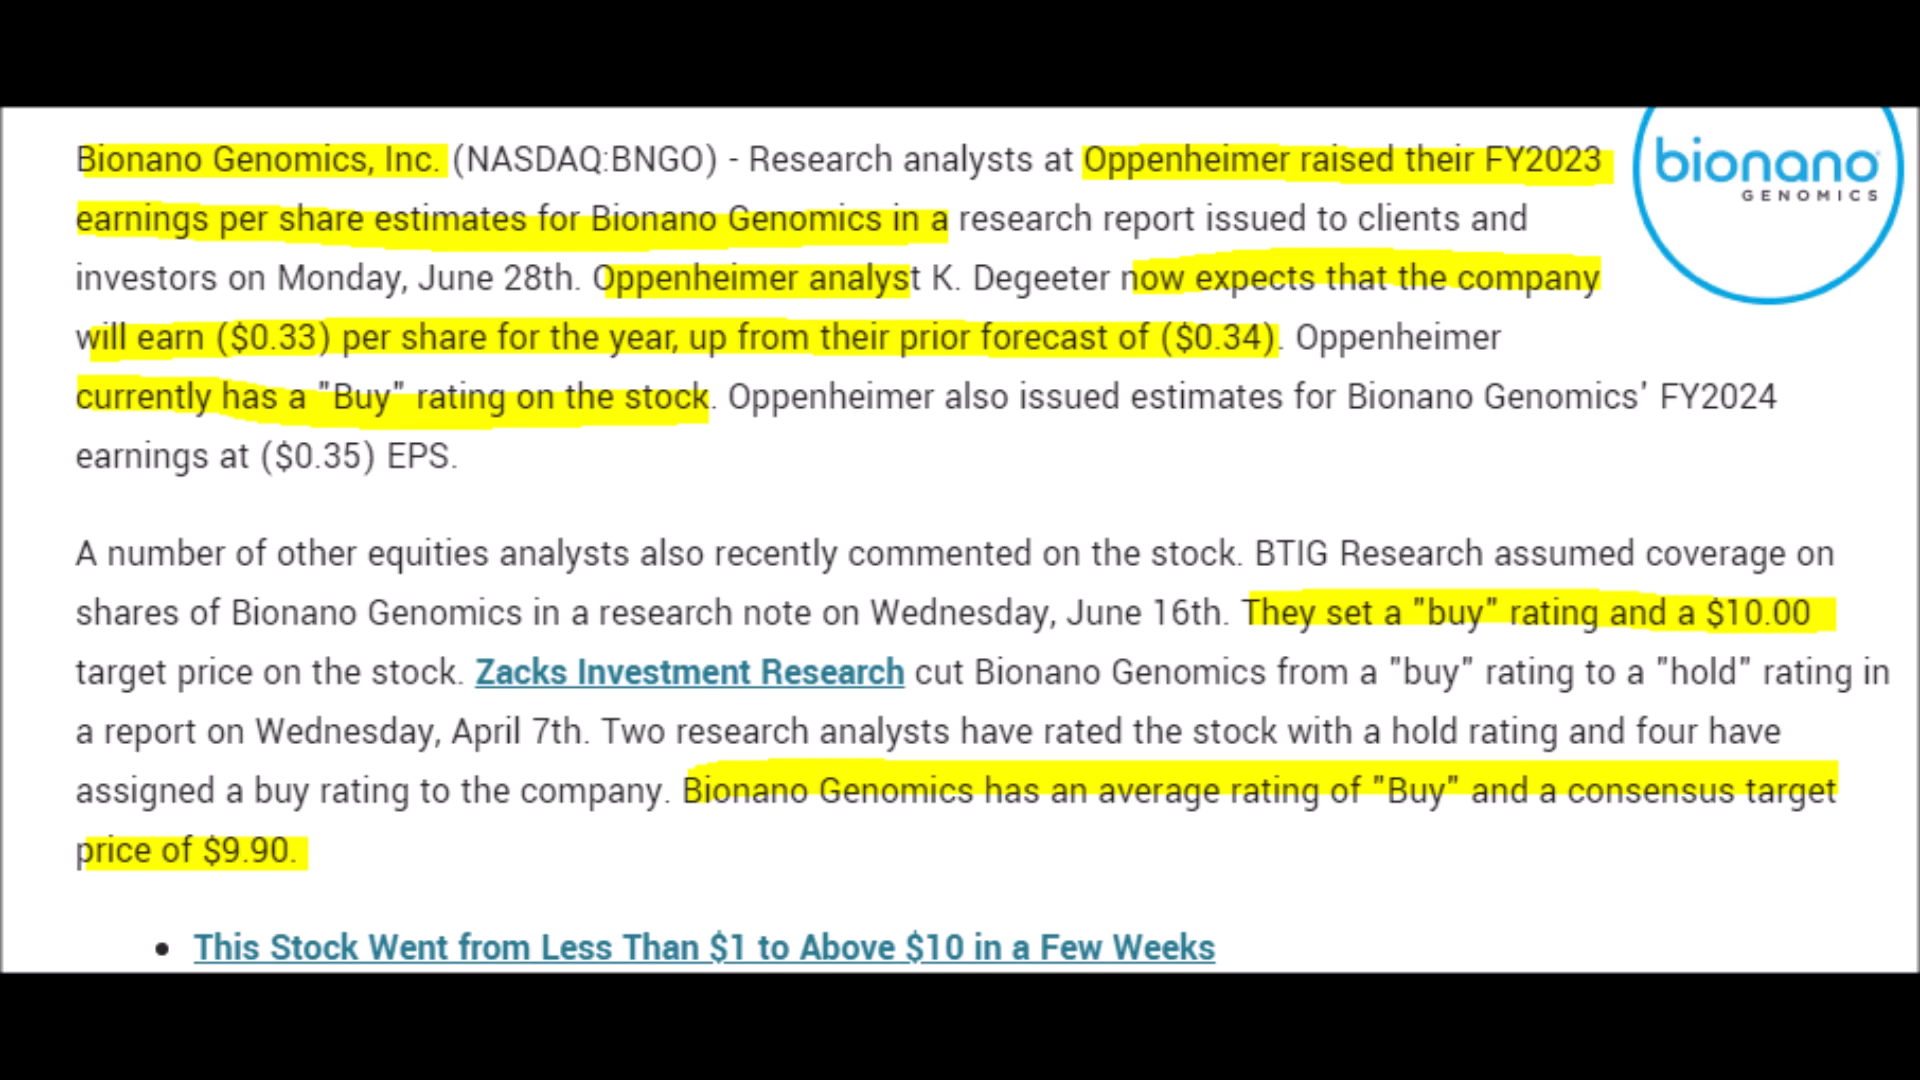 Bionano Genomics, Inc. (NASDAQ:BNGO) - Research analysts at Oppenheimer raised their FY2023
earnings per share estimates for Bionano Genomics in a research report issued to clients and
investors on Monday, June 28th. Oppenheimer analyst K. Degeeter now expects that the company
will earn ($0.33) per share for the year, up from their prior forecast of ($0.34). Oppenheimer
currently has a "Buy" rating on the stock. Oppenheimer also issued estimates for Bionano Genomics' FY2024
earnings at ($0.35) EPS.
bionano
GENOMICS
A number of other equities analysts also recently commented on the stock. BTIG Research assumed coverage on
shares of Bionano Genomics in a research note on Wednesday, June 16th. They set a "buy" rating and a $10.00
target price on the stock. Zacks Investment Research cut Bionano Genomics from a "buy" rating to a "hold" rating in
a report on Wednesday, April 7th. Two research analysts have rated the stock with a hold rating and four have
assigned a buy rating to the company. Bionano Genomics has an average rating of "Buy" and a consensus target
price of $9.90.
• This Stock Went from Less Than $1 to Above $10 in a Few Weeks